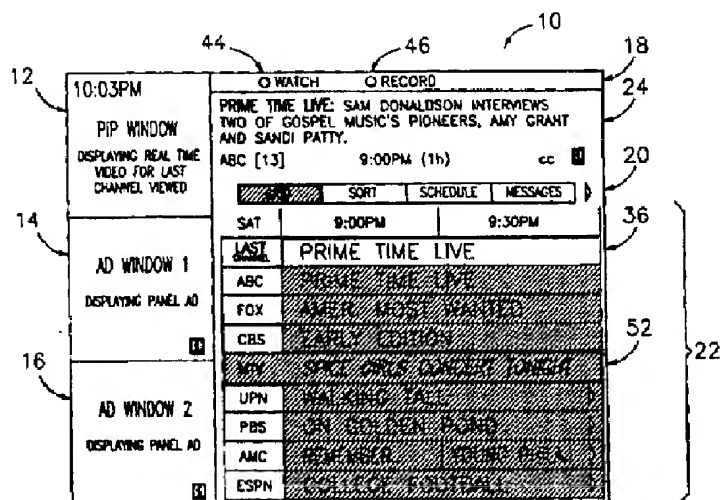 10
44
46
12
18
10:03PM
WATCH
RECORD
24
PIP WINDOW
DISPLAYING REAL TIME
VIDEO FOR LAST
CHANNEL VIEWED
PRIME TIME LIVE: SAM DONALDSON INTERVIEWS
TWO OF GOSPEL MUSIC'S PIONEERS, AMY GRANT
AND SANDI PATTY.
ABC [13] 9:00PM (1h) cc
20
SORT SCHEDULE MESSAGES
14
SAT 9:00PM 9:30PM
36
AD WINDOW 1
DISPLAYING PANEL AD
LAST
CHANNEL
PRIME TIME LIVE
ABC PRIME TIME LIVE
FOX AMER. MOST WANTED
CBS EARLY EDITION
52
MTV SPICE GIRLS CONCERT TONIGHT
22
16
AD WINDOW 2
DISPLAYING PANEL AD
UPN WALKING TALL
PBS ON GOLDEN POND
AMC REMEMBER YOUNG
ESPN COLLEGE FOOTBALL